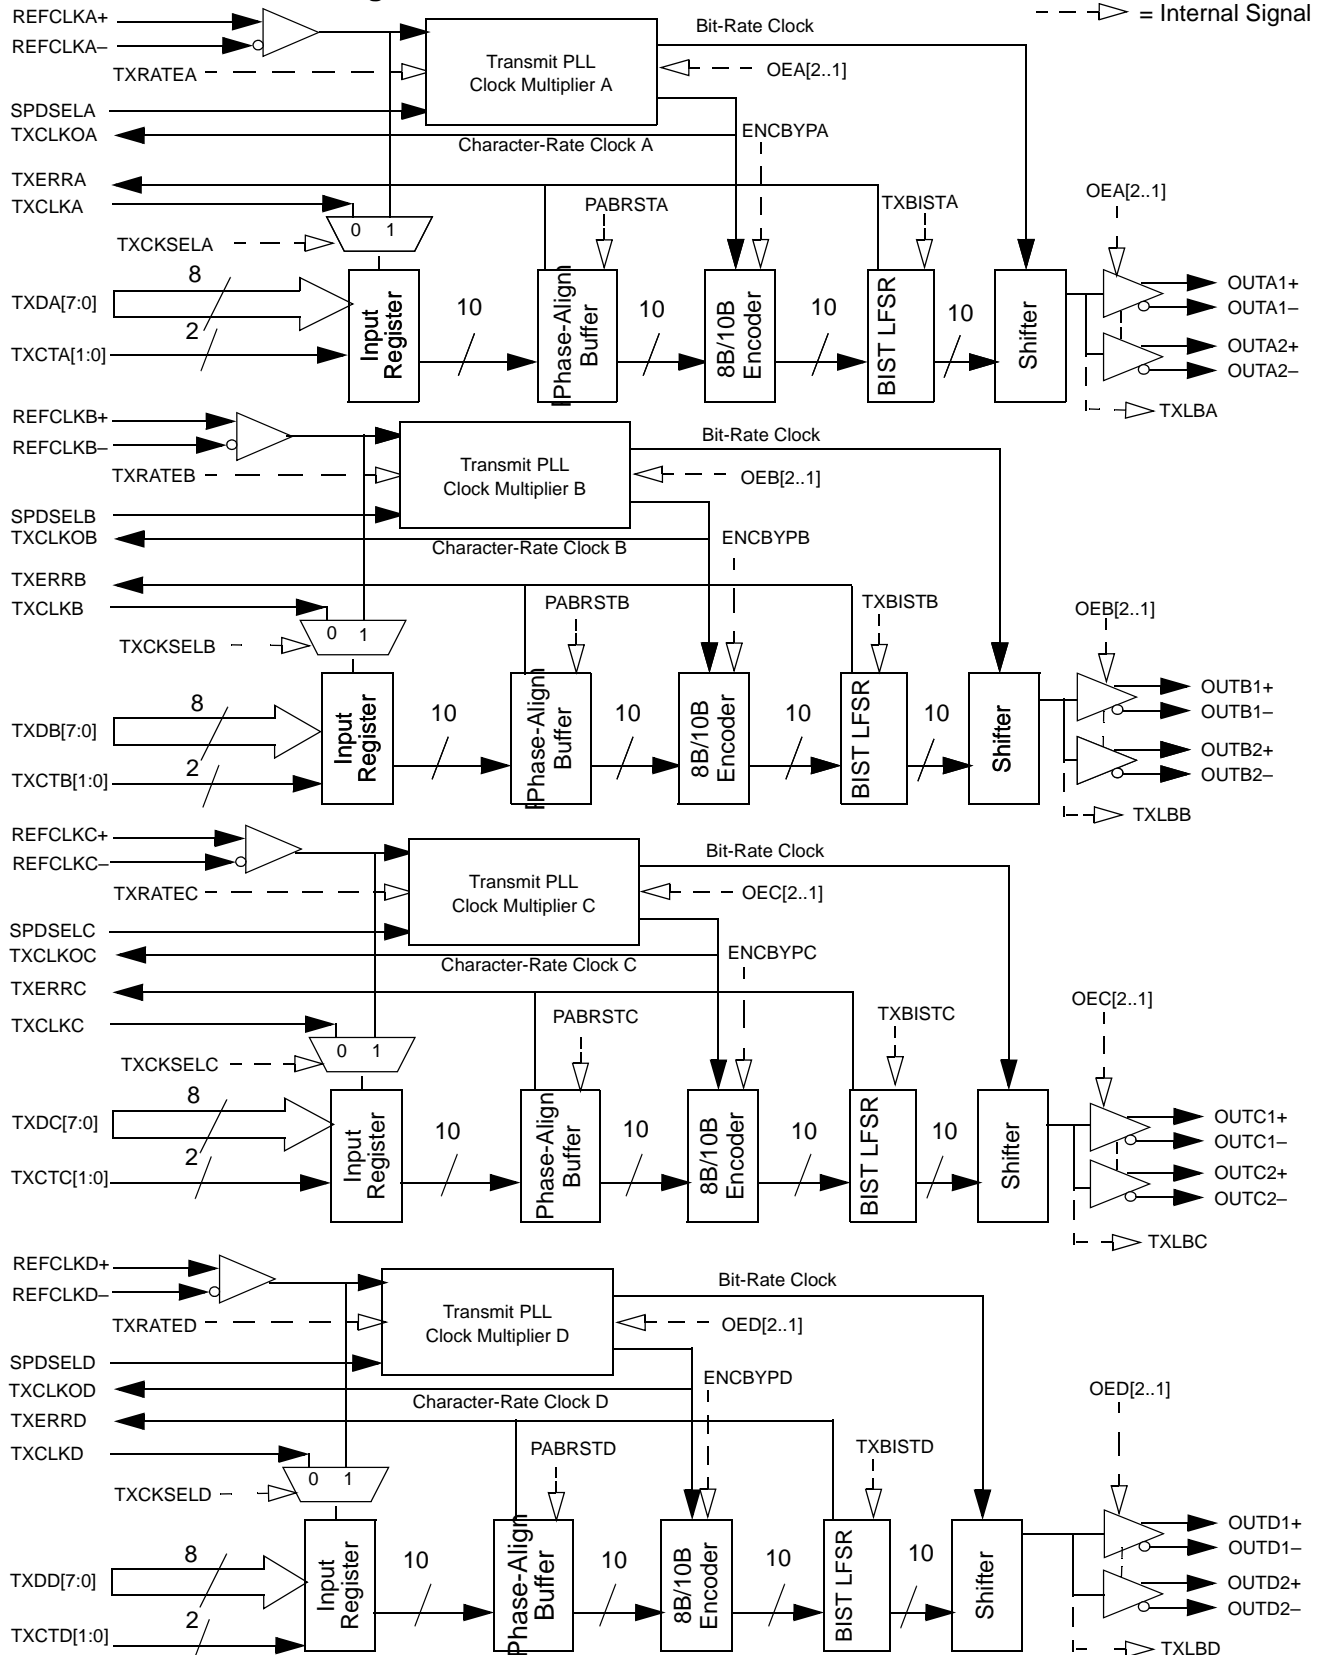 = Internal Signal
REFCLKA+
REFCLKA–
TXRATEA
SPDSELA
TXCLKOA
Transmit PLL
Clock Multiplier A
Bit-Rate Clock
OEA[2..1]
Character-Rate Clock A
ENCBYPA
TXERRA
TXCLKA
PABRSTA
TXBISTA
OEA[2..1]
0 1
TXCKSELA
8
TXDA[7:0]
2
TXCTA[1:0]
Input
Register
10
Phase-Align
Buffer
10
8B/10B
Encoder
10
BIST LFSR
10
Shifter
OUTA1+
OUTA1–
OUTA2+
OUTA2–
TXLBA
REFCLKB+
REFCLKB–
TXRATEB
SPDSELB
TXCLKOB
Transmit PLL
Clock Multiplier B
Bit-Rate Clock
OEB[2..1]
Character-Rate Clock B
ENCBYPB
TXERRB
TXCLKB
PABRSTB
TXBISTB
OEB[2..1]
0 1
TXCKSELB
8
TXDB[7:0]
2
TXCTB[1:0]
Input
Register
10
Phase-Align
Buffer
10
8B/10B
Encoder
10
BIST LFSR
10
Shifter
OUTB1+
OUTB1–
OUTB2+
OUTB2–
TXLBB
REFCLKC+
REFCLKC–
TXRATEC
SPDSELC
TXCLKOC
Transmit PLL
Clock Multiplier C
Bit-Rate Clock
OEC[2..1]
Character-Rate Clock C
ENCBYPC
TXERRC
TXCLKC
PABRSTC
TXBISTC
OEC[2..1]
0 1
TXCKSELC
8
TXDC[7:0]
2
TXCTC[1:0]
Input
Register
10
Phase-Align
Buffer
10
8B/10B
Encoder
10
BIST LFSR
10
Shifter
OUTC1+
OUTC1–
OUTC2+
OUTC2–
TXLBC
REFCLKD+
REFCLKD–
TXRATED
SPDSELD
TXCLKOD
Transmit PLL
Clock Multiplier D
Bit-Rate Clock
OED[2..1]
Character-Rate Clock D
ENCBYPD
TXERRD
TXCLKD
PABRSTD
TXBISTD
OED[2..1]
0 1
TXCKSELD
8
TXDD[7:0]
2
TXCTD[1:0]
Input
Register
10
Phase-Align
Buffer
10
8B/10B
Encoder
10
BIST LFSR
10
Shifter
OUTD1+
OUTD1–
OUTD2+
OUTD2–
TXLBD